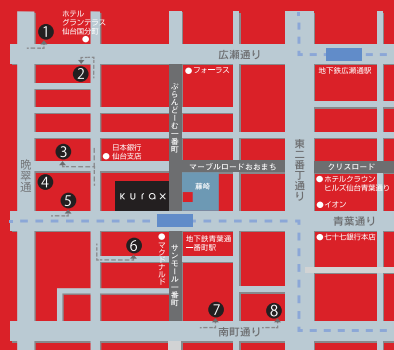 ホテル
グランテラス
仙台国分町
1
広瀬通り
2
フォーラス
地下鉄広瀬通駅
ぶらんどーむ一番町
東二番丁通り
日本銀行
仙台支店
3
マーブルロードおおまち
クリスロード
晩翠通
4
kurax
藤崎
ホテルクラウン
ヒルズ仙台青葉通り
5
イオン
青葉通り
6
マクドナルド
サンモール一番町
地下鉄青葉通
一番町駅
七十七銀行本店
7
8
南町通り